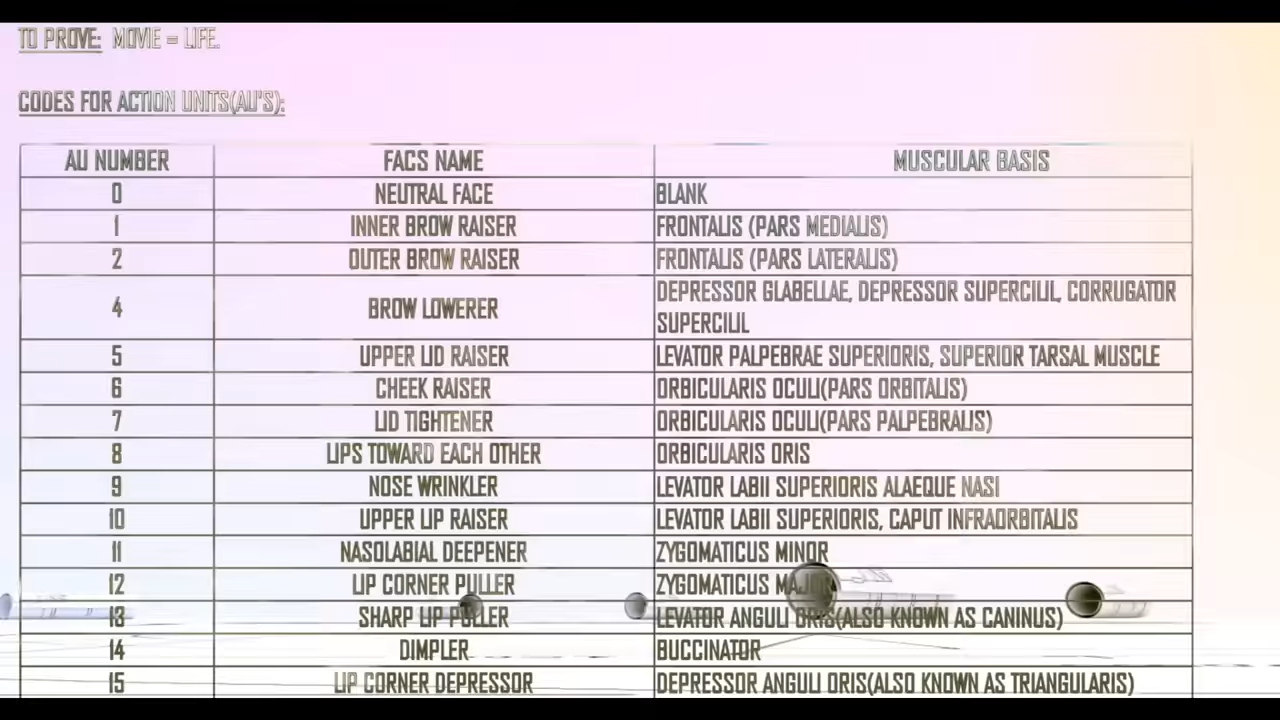 TO PROVE: MOVIE = LIFE.
CODES FOR ACTION UNITS(AU'S):
AU NUMBER FACS NAME MUSCULAR BASIS
0 NEUTRAL FACE BLANK
1 INNER BROW RAISER FRONTALIS (PARS MEDIALIS)
2 OUTER BROW RAISER FRONTALIS (PARS LATERALIS)
4 BROW LOWERER DEPRESSOR GLABELLAE, DEPRESSOR SUPERCILIL, CORRUGATOR
SUPERCILIL
5 UPPER LID RAISER LEVATOR PALPEBRAE SUPERIORIS, SUPERIOR TARSAL MUSCLE
6 CHEEK RAISER ORBICULARIS OCULI(PARS ORBITALIS)
7 LID TIGHTENER ORBICULARIS OCULI(PARS PALPEBRALIS)
8 LIPS TOWARD EACH OTHER ORBICULARIS ORIS
9 NOSE WRINKLER LEVATOR LABII SUPERIORIS ALAEQUE NASI
10 UPPER LIP RAISER LEVATOR LABII SUPERIORIS, CAPUT INFRAORBITALIS
11 NASOLABIAL DEEPENER ZYGOMATICUS MINOR
12 LIP CORNER PULLER ZYGOMATICUS MAJOR
13 SHARP LIP PULLER LEVATOR ANGULI ORIS(ALSO KNOWN AS CANINUS)
14 DIMPLER BUCCINATOR
15 LIP CORNER DEPRESSOR DEPRESSOR ANGULI ORIS(ALSO KNOWN AS TRIANGULARIS)